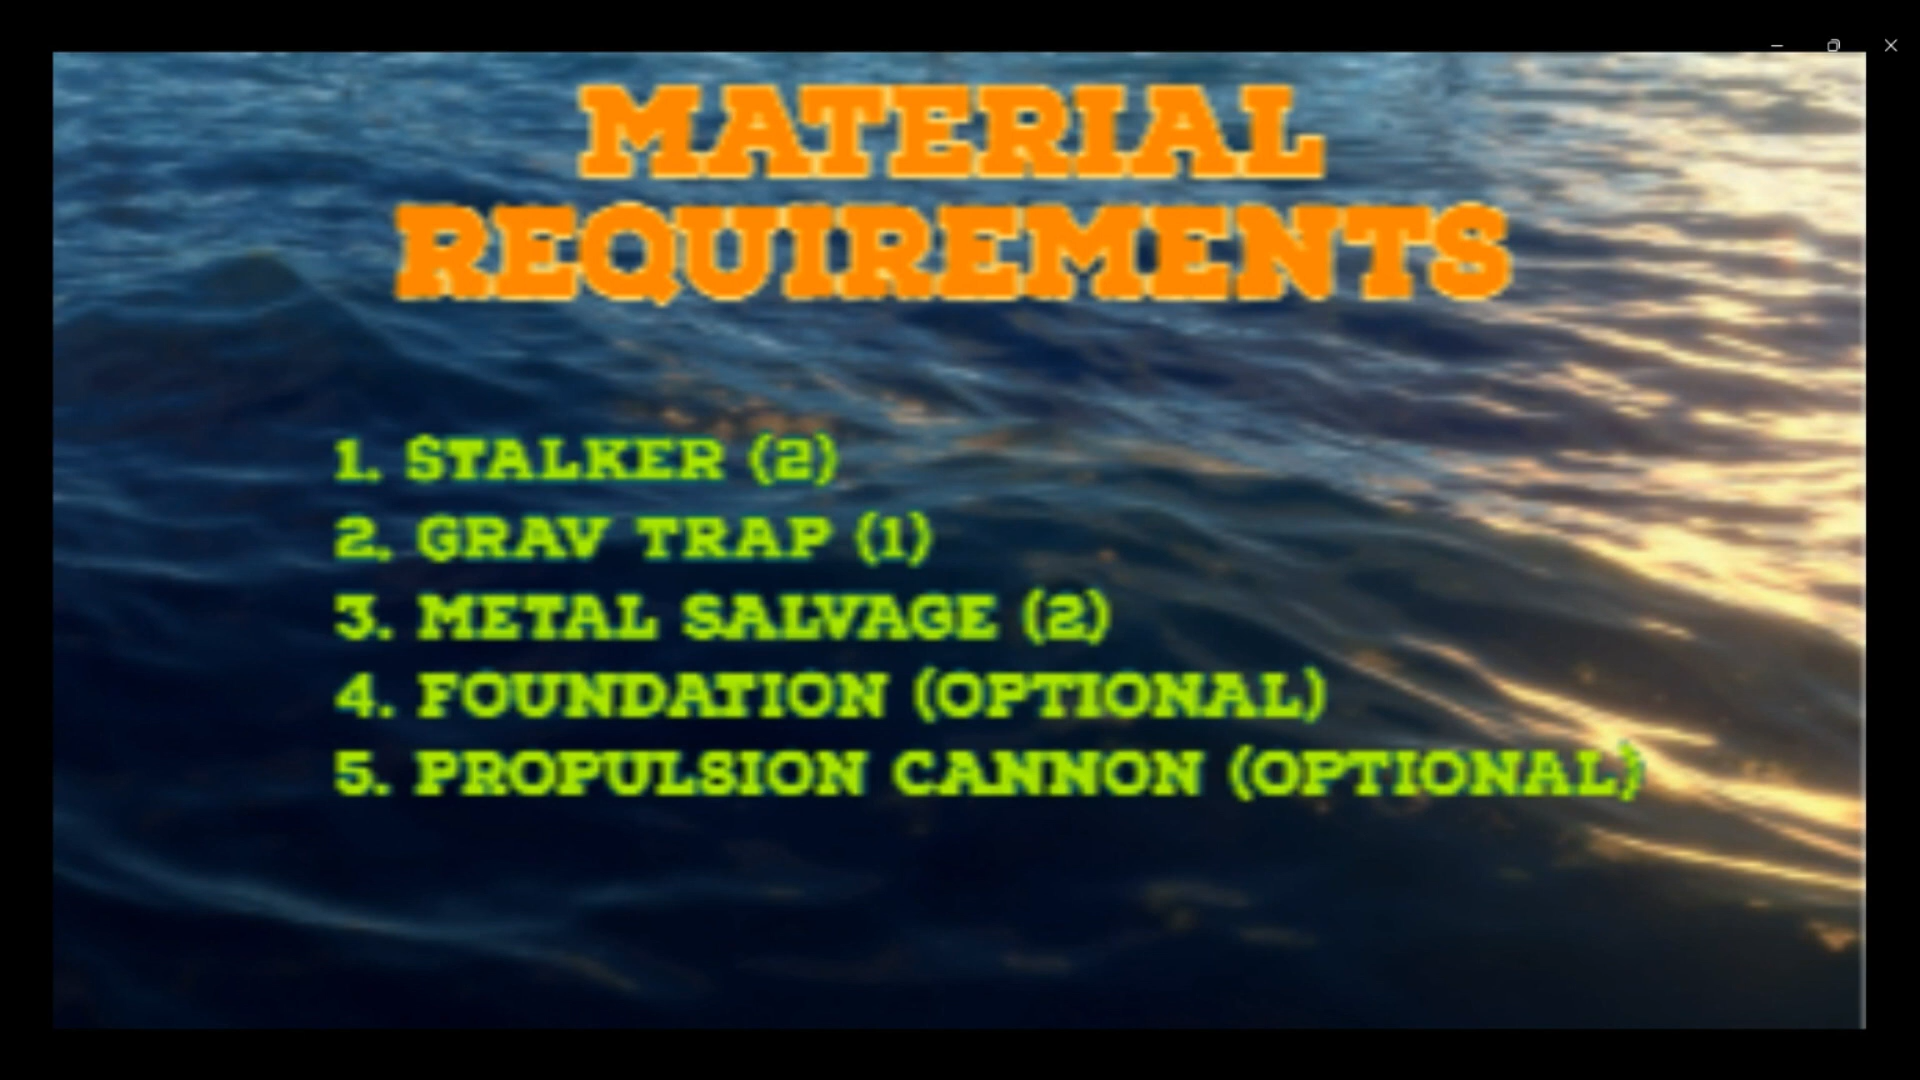 MATERIAL
REQUIREMENTS
1. STALKER (2)
2. GRAV TRAP (1)
3. METAL SALVAGE (2)
4. FOUNDATION (OPTIONAL)
5. PROPULSION CANNON (OPTIONAL)